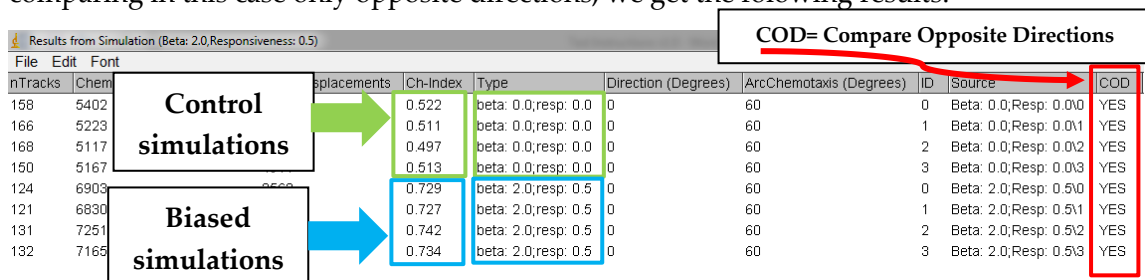 comparing in this case only opposite directions, we get the following results:
COD= Compare Opposite Directions
Results from Simulation (Beta: 2.0,Responsiveness: 0.5)
File Edit Font
nTracks Chem splacements Ch-Index Type Direction (Degrees) ArcChemotaxis (Degrees) ID Source COD
158 5402 0.522 beta: 0.0;resp: 0.0 0 60 0 Beta: 0.0;Resp: 0.0\0 YES
166 5223 0.511 beta: 0.0;resp: 0.0 0 60 1 Beta: 0.0;Resp: 0.0\1 YES
168 5117 0.497 beta: 0.0;resp: 0.0 0 60 2 Beta: 0.0;Resp: 0.0\2 YES
150 5167 0.513 beta: 0.0;resp: 0.0 0 60 3 Beta: 0.0;Resp: 0.0\3 YES
124 6903 0.729 beta: 2.0;resp: 0.5 0 60 0 Beta: 2.0;Resp: 0.5\0 YES
121 6830 0.727 beta: 2.0;resp: 0.5 0 60 1 Beta: 2.0;Resp: 0.5\1 YES
131 7251 0.742 beta: 2.0;resp: 0.5 0 60 2 Beta: 2.0;Resp: 0.5\2 YES
132 7165 0.734 beta: 2.0;resp: 0.5 0 60 3 Beta: 2.0;Resp: 0.5\3 YES
Control
simulations
Biased
simulations